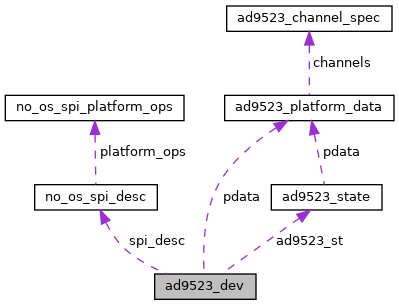 ad9523_channel_spec
channels
no_os_spi_platform_ops
ad9523_platform_data
platform_ops
pdata
no_os_spi_desc
pdata
ad9523_state
spi_desc
ad9523_st
ad9523_dev